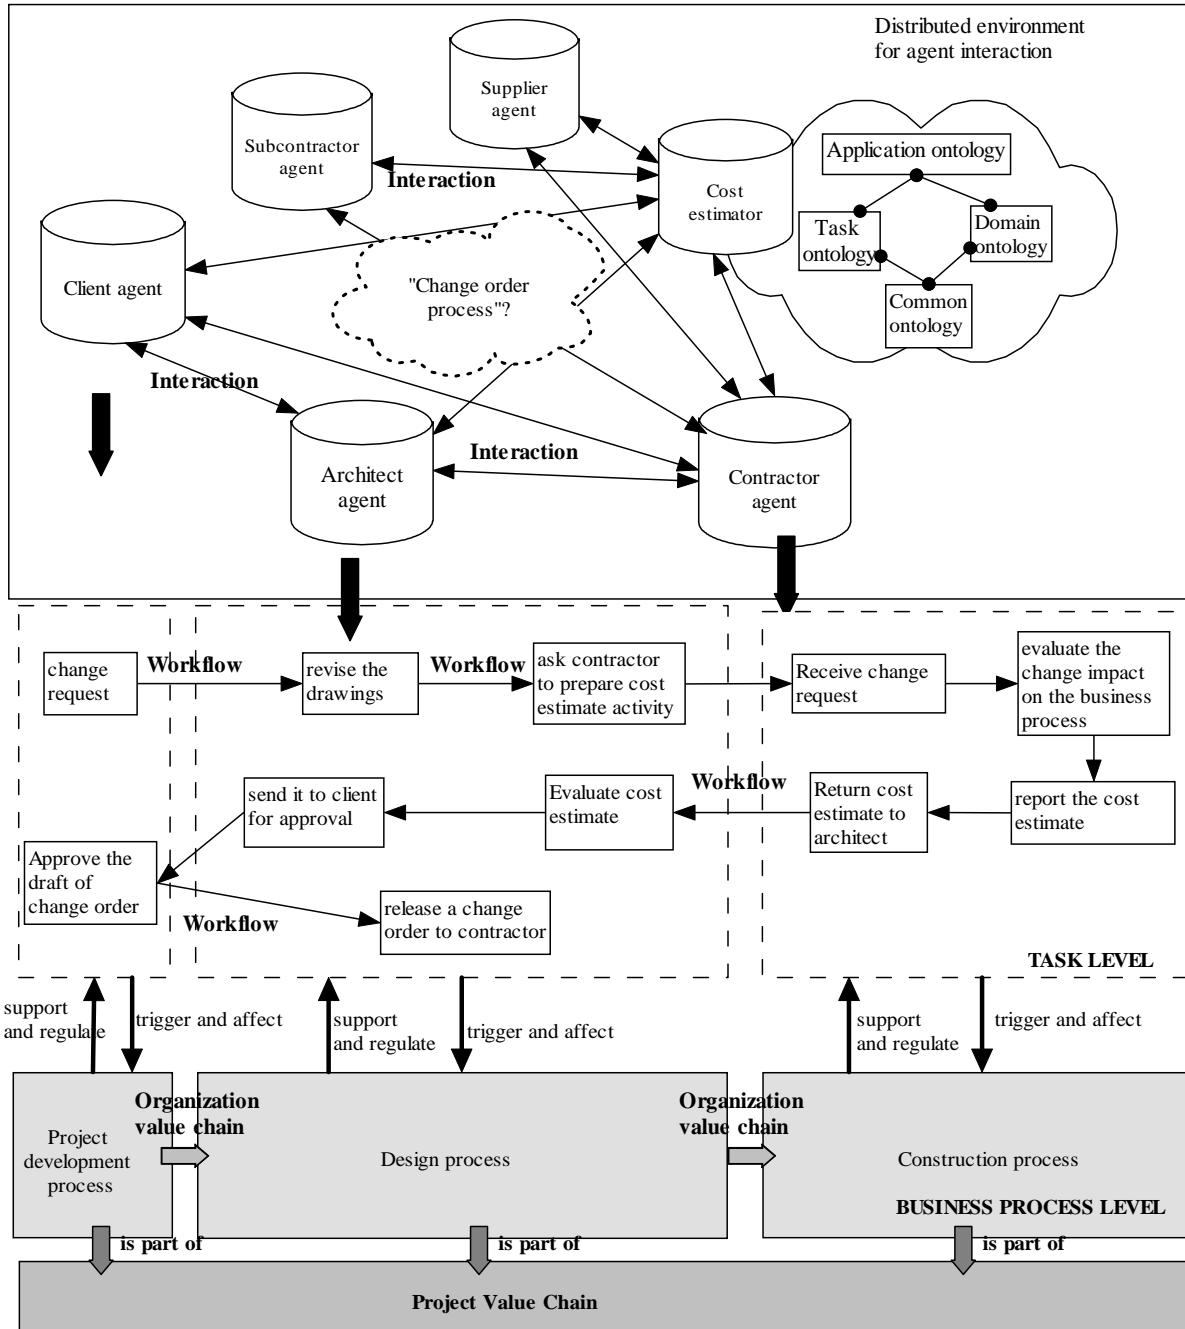 Distributed environment
for agent interaction
Supplier
agent
Subcontractor
agent
Interaction
Cost
estimator
Application ontology
Task
ontology
Domain
ontology
Common
ontology
Client agent
"Change order
process"?
Interaction
Architect
agent
Interaction
Contractor
agent
change
request
Workflow
revise the
drawings
Workflow
ask contractor
to prepare cost
estimate activity
Receive change
request
evaluate the
change impact
on the business
process
send it to client
for approval
Evaluate cost
estimate
Workflow
Return cost
estimate to
architect
report the cost
estimate
Approve the
draft of
change order
Workflow
release a change
order to contractor
TASK LEVEL
support
and regulate
trigger and affect
support
and regulate
trigger and affect
support
and regulate
trigger and affect
Project
development
process
Organization
value chain
Design process
Organization
value chain
Construction process
BUSINESS PROCESS LEVEL
is part of
is part of
is part of
Project Value Chain